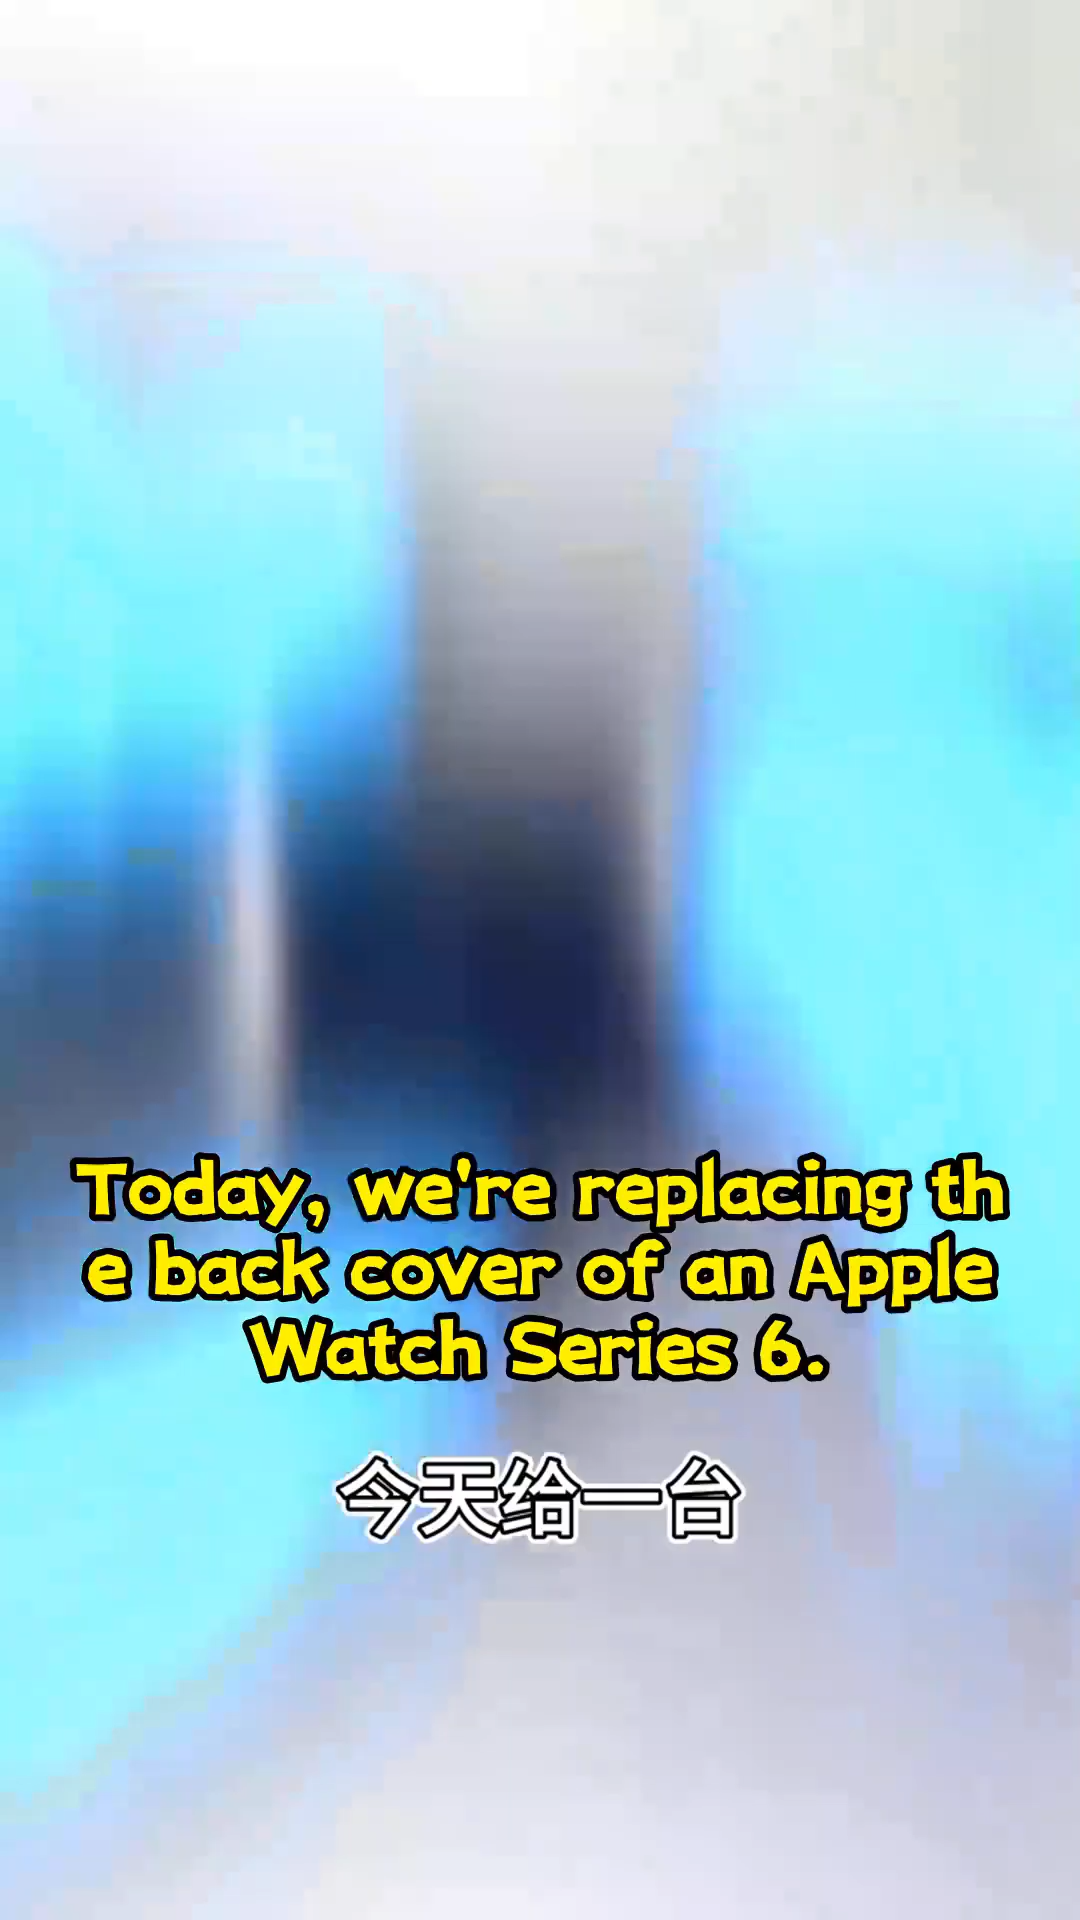 Today, we're replacing th
e back cover of an Apple
Watch Series 6.
今天给一台